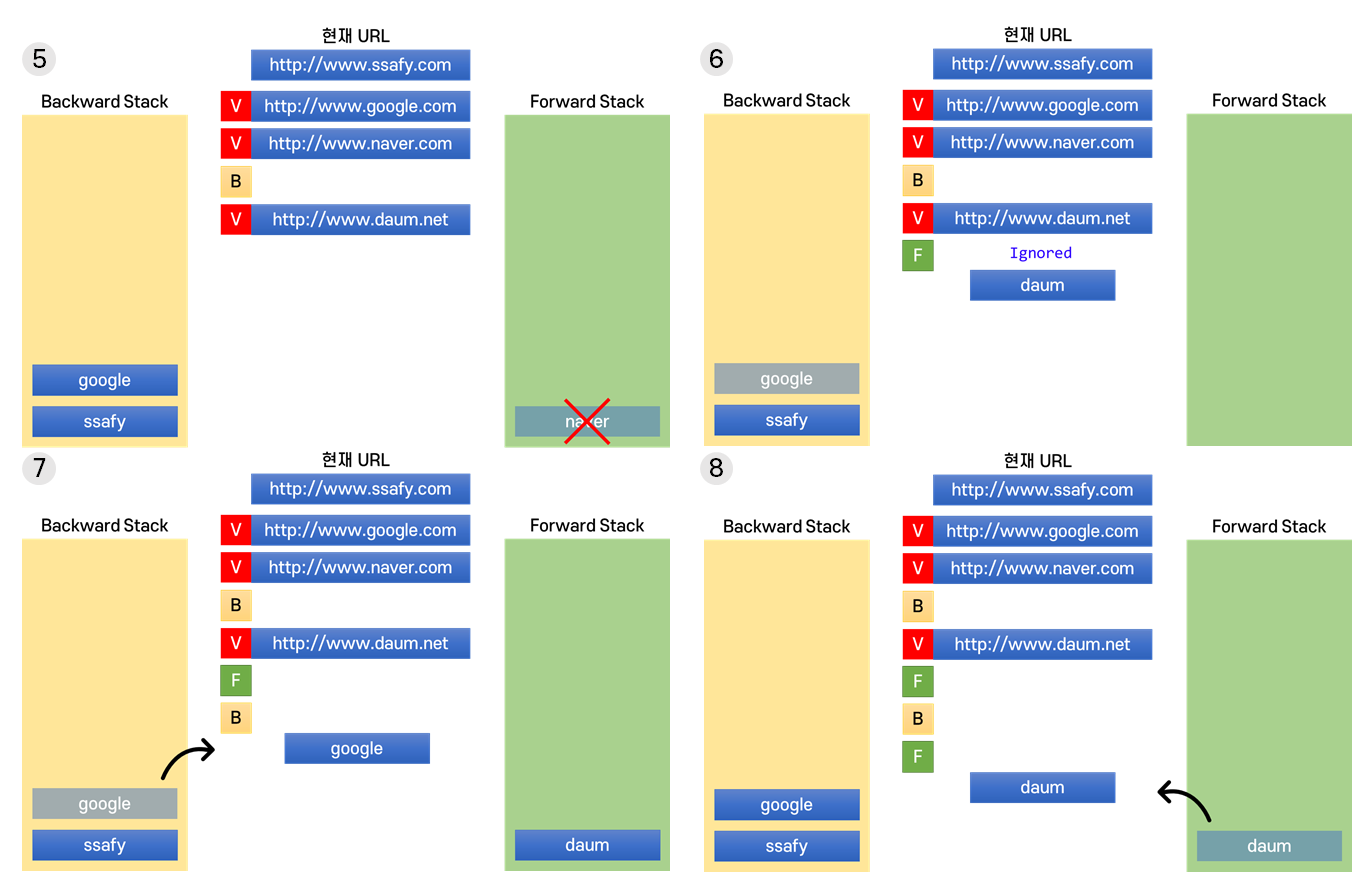 5
현재 URL
http://www.ssafy.com
Backward Stack
Forward Stack
V http://www.google.com
V http://www.naver.com
B
V http://www.daum.net
google
ssafy
naver
6
현재 URL
http://www.ssafy.com
Backward Stack
Forward Stack
V http://www.google.com
V http://www.naver.com
B
V http://www.daum.net
F Ignored
daum
google
ssafy
7
현재 URL
http://www.ssafy.com
Backward Stack
Forward Stack
V http://www.google.com
V http://www.naver.com
B
V http://www.daum.net
F
B
google
google
ssafy
daum
8
현재 URL
http://www.ssafy.com
Backward Stack
Forward Stack
V http://www.google.com
V http://www.naver.com
B
V http://www.daum.net
F
B
F
daum
google
ssafy
daum